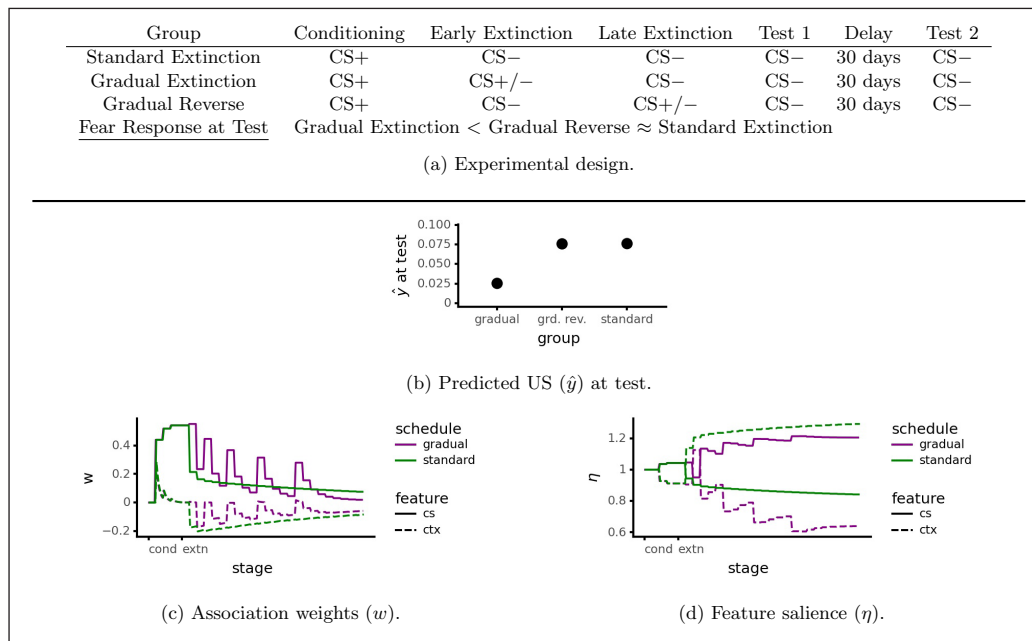 Group Conditioning Early Extinction Late Extinction Test 1 Delay Test 2
Standard Extinction CS+ CS− CS− CS− 30 days CS−
Gradual Extinction CS+ CS+/− CS− CS− 30 days CS−
Gradual Reverse CS+ CS− CS+/− CS− 30 days CS−
Fear Response at Test Gradual Extinction < Gradual Reverse ≈ Standard Extinction
(a) Experimental design.
0.100
0.075
0.050
0.025
0
ŷ at test
gradual grd. rev. standard
group
(b) Predicted US (ŷ) at test.
0.4
0.2
0.0
−0.2
w
cond extn
stage
schedule
gradual
standard
feature
cs
ctx
(c) Association weights (w).
1.2
1
0.8
0.6
η
cond extn
stage
schedule
gradual
standard
feature
cs
ctx
(d) Feature salience (η).